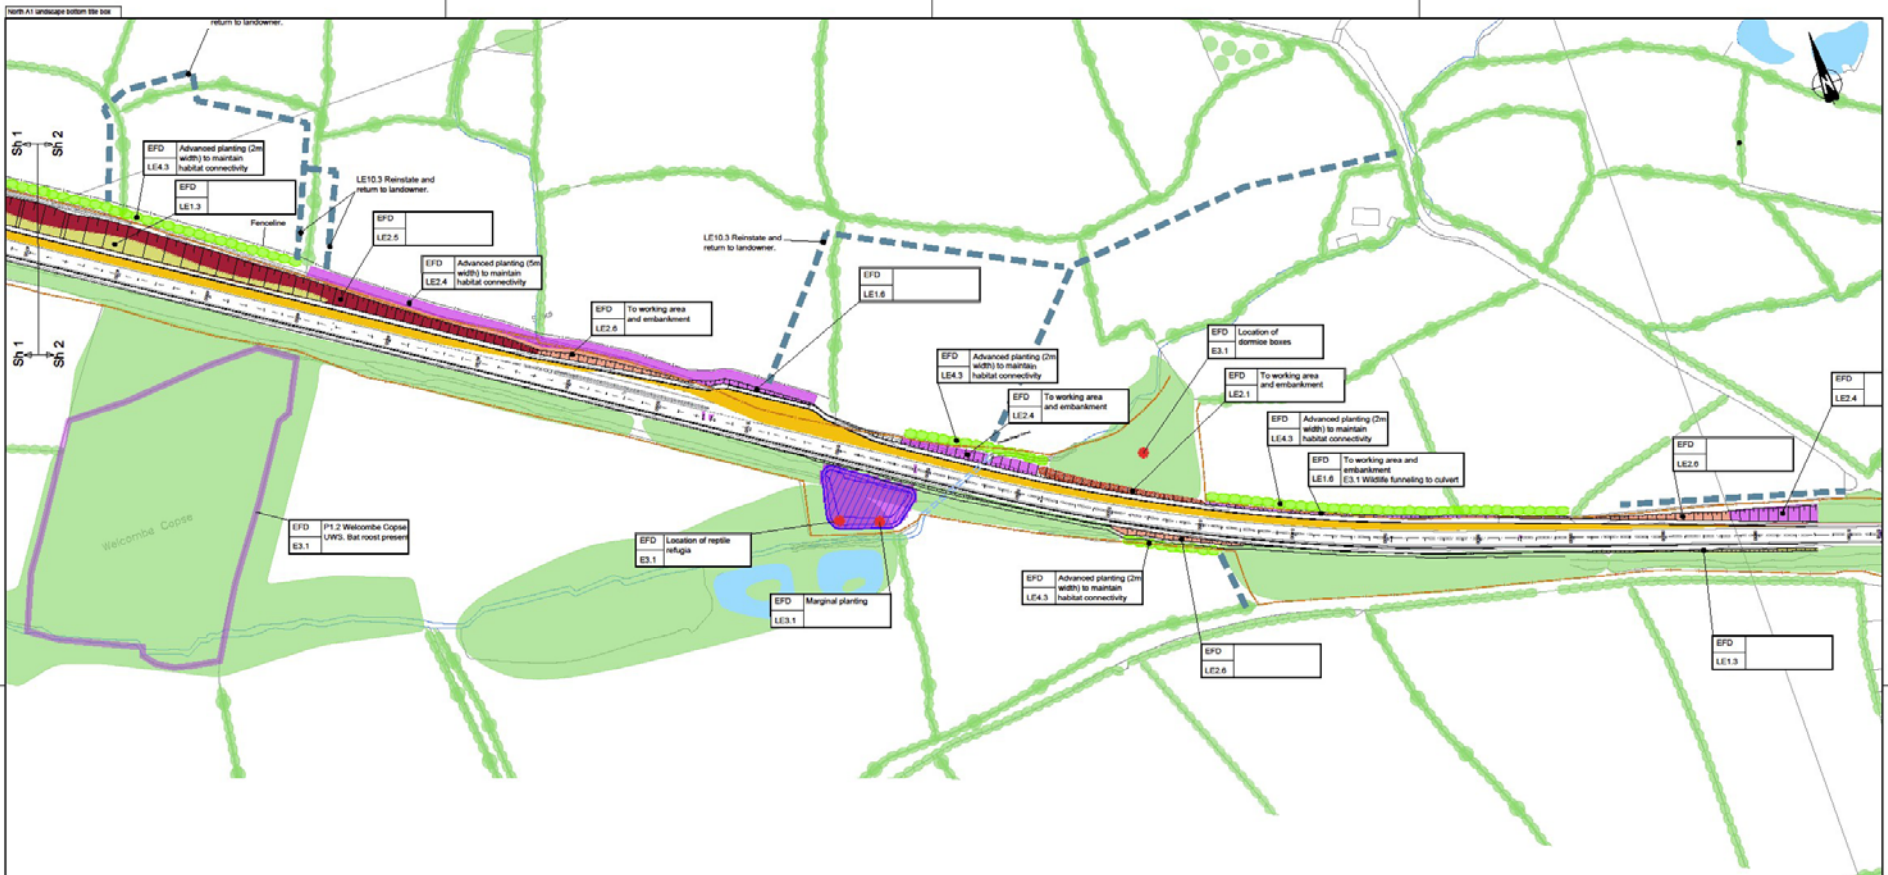 North A1 landscape bottom title box
return to landowner.
Sh 1
Sh 2
EFD
LE4.3
Advanced planting (2m
width) to maintain
habitat connectivity
EFD
LE1.3
LE10.3 Reinstate and
return to landowner.
Fenceline
EFD
LE2.5
EFD
LE2.4
Advanced planting (5m
width) to maintain
habitat connectivity
EFD
LE2.6
To working area
and embankment
LE10.3 Reinstate and
return to landowner.
EFD
LE1.6
EFD
LE4.3
Advanced planting (2m
width) to maintain
habitat connectivity
EFD
LE2.4
To working area
and embankment
EFD
E3.1
Location of
dormice boxes
EFD
LE2.1
To working area
and embankment
EFD
LE4.3
Advanced planting (2m
width) to maintain
habitat connectivity
EFD
LE1.6
To working area and
embankment
E3.1 Wildlife funneling to culvert
EFD
LE2.6
EFD
LE2.4
Sh 1
Sh 2
Welcombe Copse
EFD
E3.1
P1.2 Welcombe Copse
UWS. Bat roost present
EFD
E3.1
Location of reptile
refugia
EFD
LE3.1
Marginal planting
EFD
LE4.3
Advanced planting (2m
width) to maintain
habitat connectivity
EFD
LE2.6
EFD
LE1.3